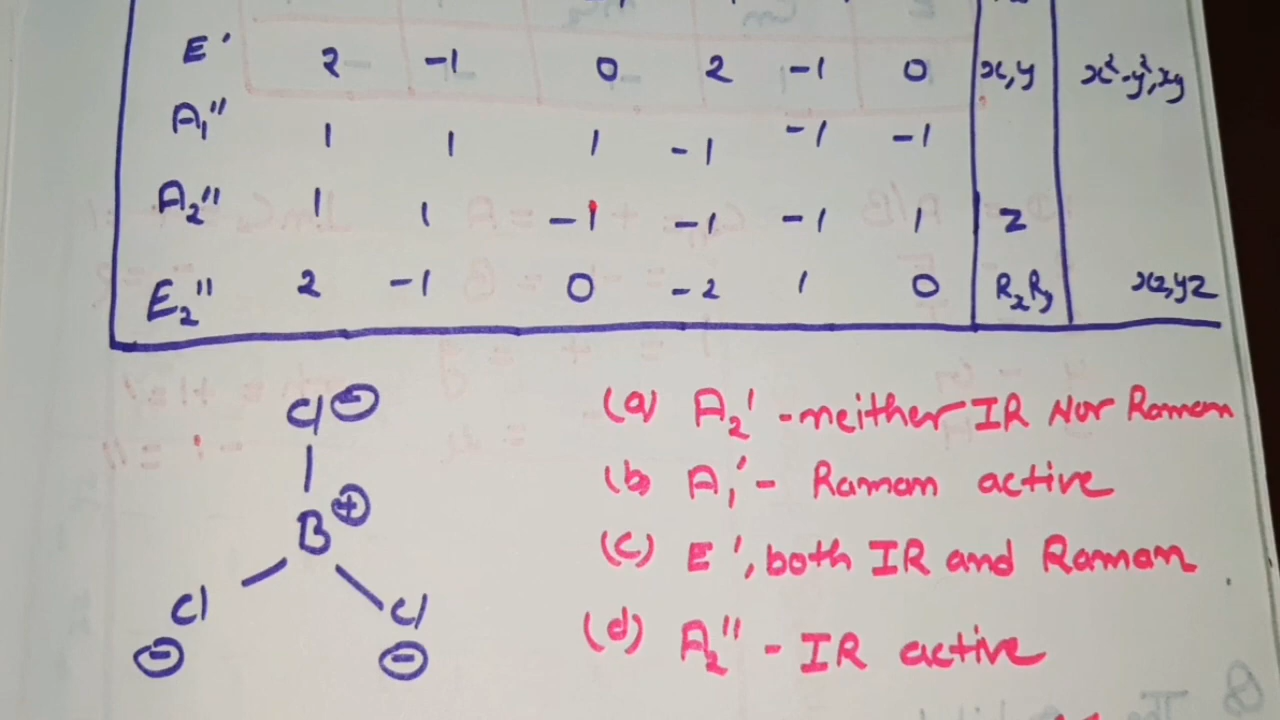 E' 2 -1 0 2 -1 0 x,y x²-y², xy
A₁'' 1 1 1 -1 -1 -1
A₂'' 1 1 -1 -1 -1 1 z
E₂'' 2 -1 0 -2 1 0 xz, yz
Cl ⊖
B ⊕
Cl Cl
⊖ ⊖
(a) A₂' - neither IR Nor Raman
(b) A₁' - Raman active
(c) E', both IR and Raman
(d) A₂'' - IR active